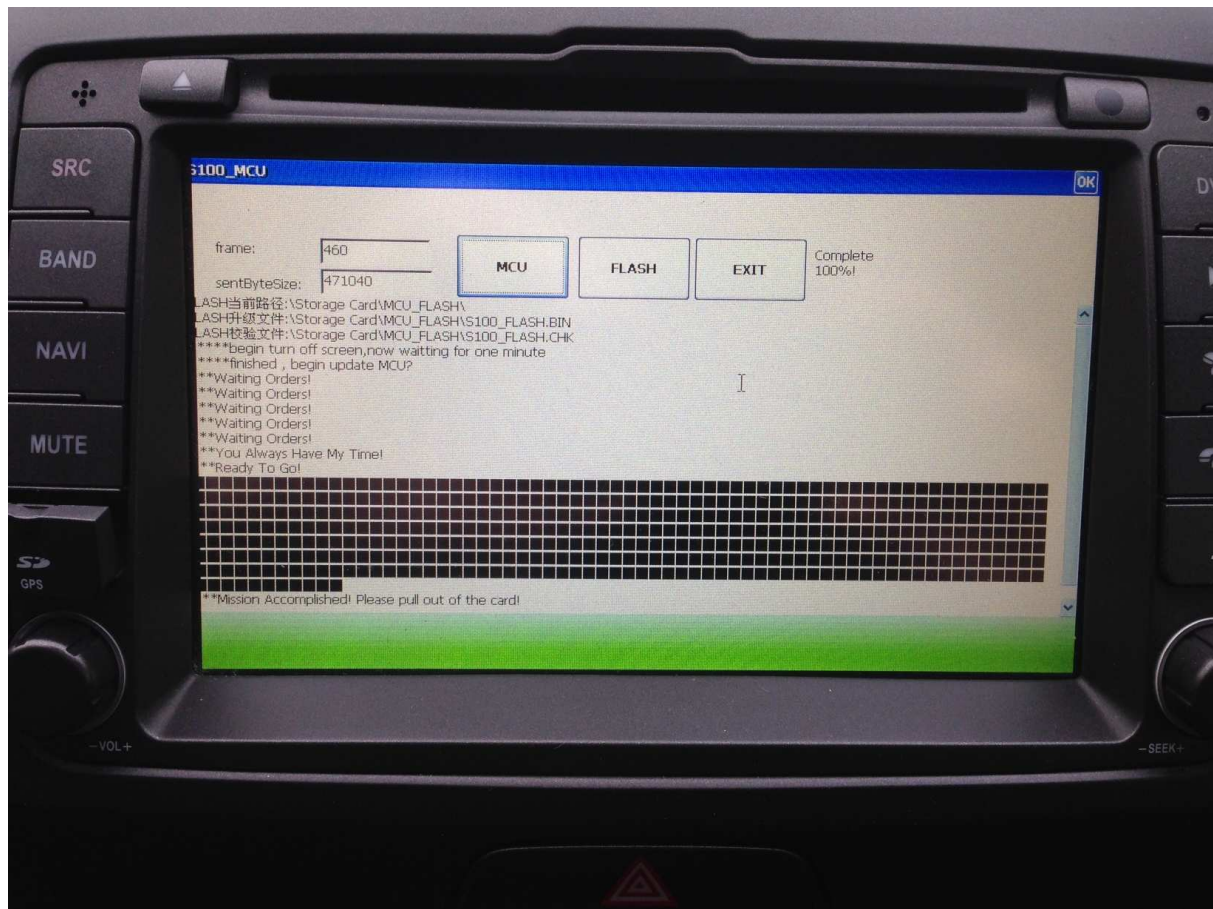 SRC
BAND
NAVI
MUTE
GPS
-VOL+
-SEEK+
S100_MCU
OK
frame:
460
MCU
FLASH
EXIT
Complete
100%!
sentByteSize:
471040
LASH当前路径:\Storage Card\MCU_FLASH\
LASH升级文件:\Storage Card\MCU_FLASH\S100_FLASH.BIN
LASH校验文件:\Storage Card\MCU_FLASH\S100_FLASH.CHK
****begin turn off screen,now waitting for one minute
****finished , begin update MCU?
**Waiting Orders!
**Waiting Orders!
**Waiting Orders!
**Waiting Orders!
**Waiting Orders!
**You Always Have My Time!
**Ready To Go!
**Mission Accomplished! Please pull out of the card!